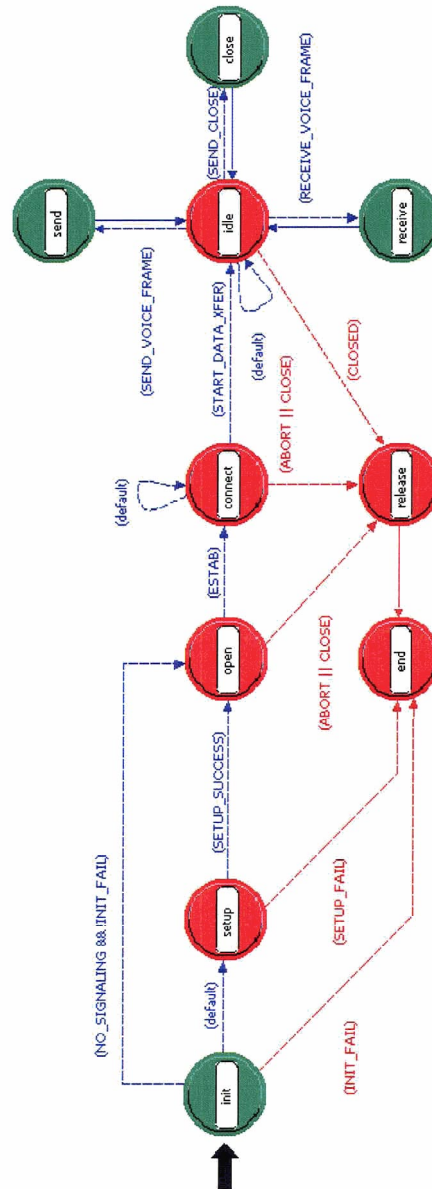 (NO_SIGNALING && !INIT_FAIL)
init
(default)
setup
(SETUP_SUCCESS)
open
(ESTAB)
connect
(default)
(START_DATA_XFER)
idle
(default)
(SEND_VOICE_FRAME)
send
(SEND_CLOSE)
close
(RECEIVE_VOICE_FRAME)
receive
(INIT_FAIL)
(SETUP_FAIL)
end
(ABORT || CLOSE)
(ABORT || CLOSE)
release
(CLOSED)